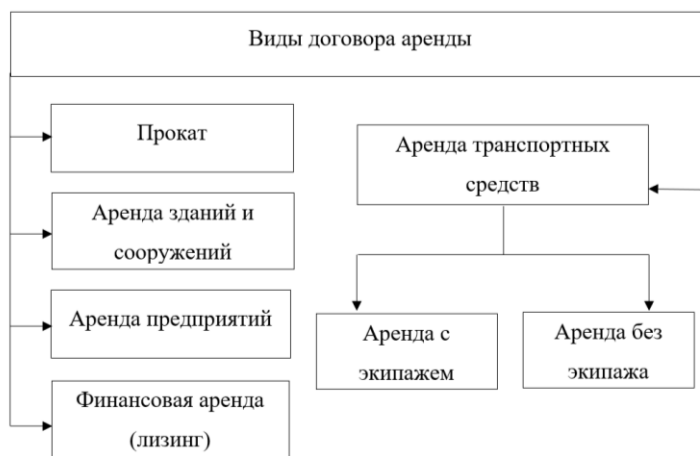 Виды договора аренды
Прокат
Аренда зданий и
сооружений
Аренда предприятий
Финансовая аренда
(лизинг)
Аренда транспортных
средств
Аренда с
экипажем
Аренда без
экипажа